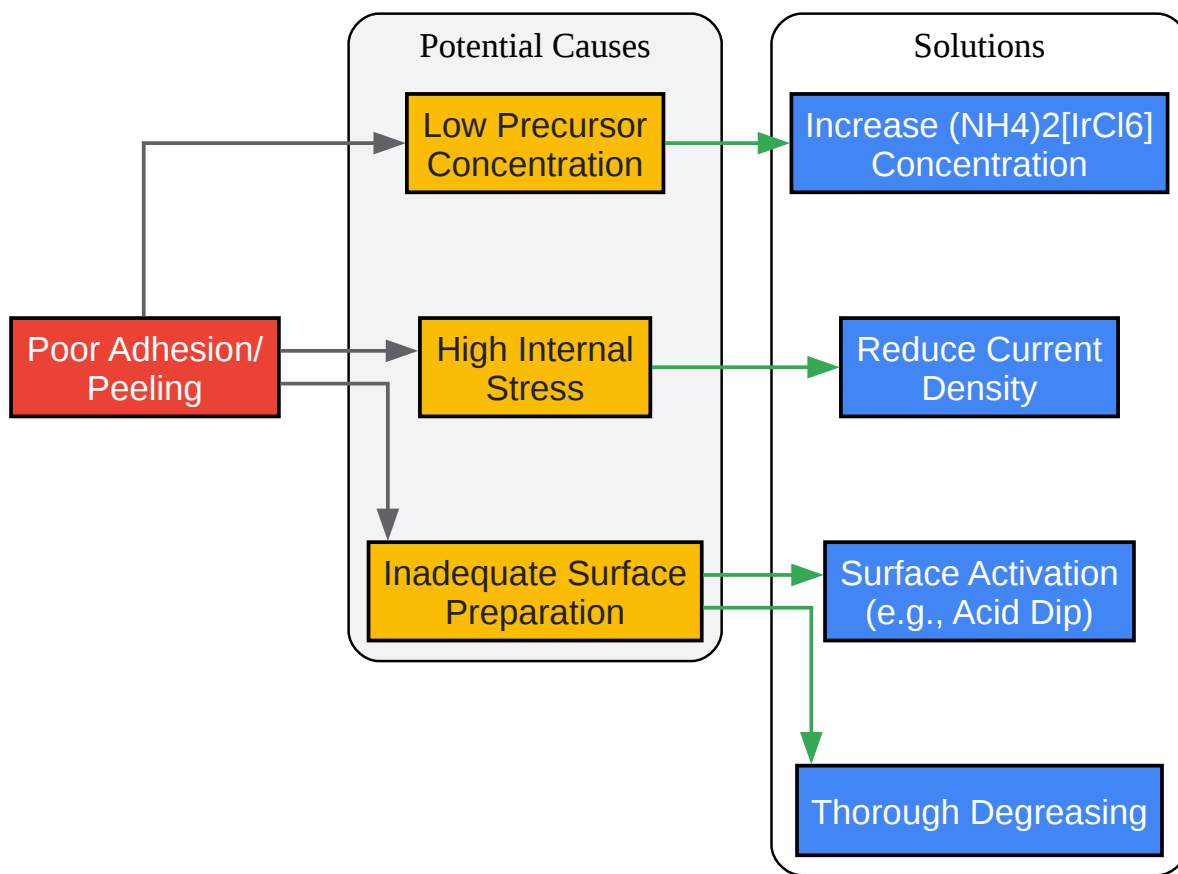 Potential Causes
Solutions
Low Precursor
Concentration
Increase (NH4)2[IrCl6]
Concentration
Poor Adhesion/
Peeling
High Internal
Stress
Reduce Current
Density
Inadequate Surface
Preparation
Surface Activation
(e.g., Acid Dip)
Thorough Degreasing